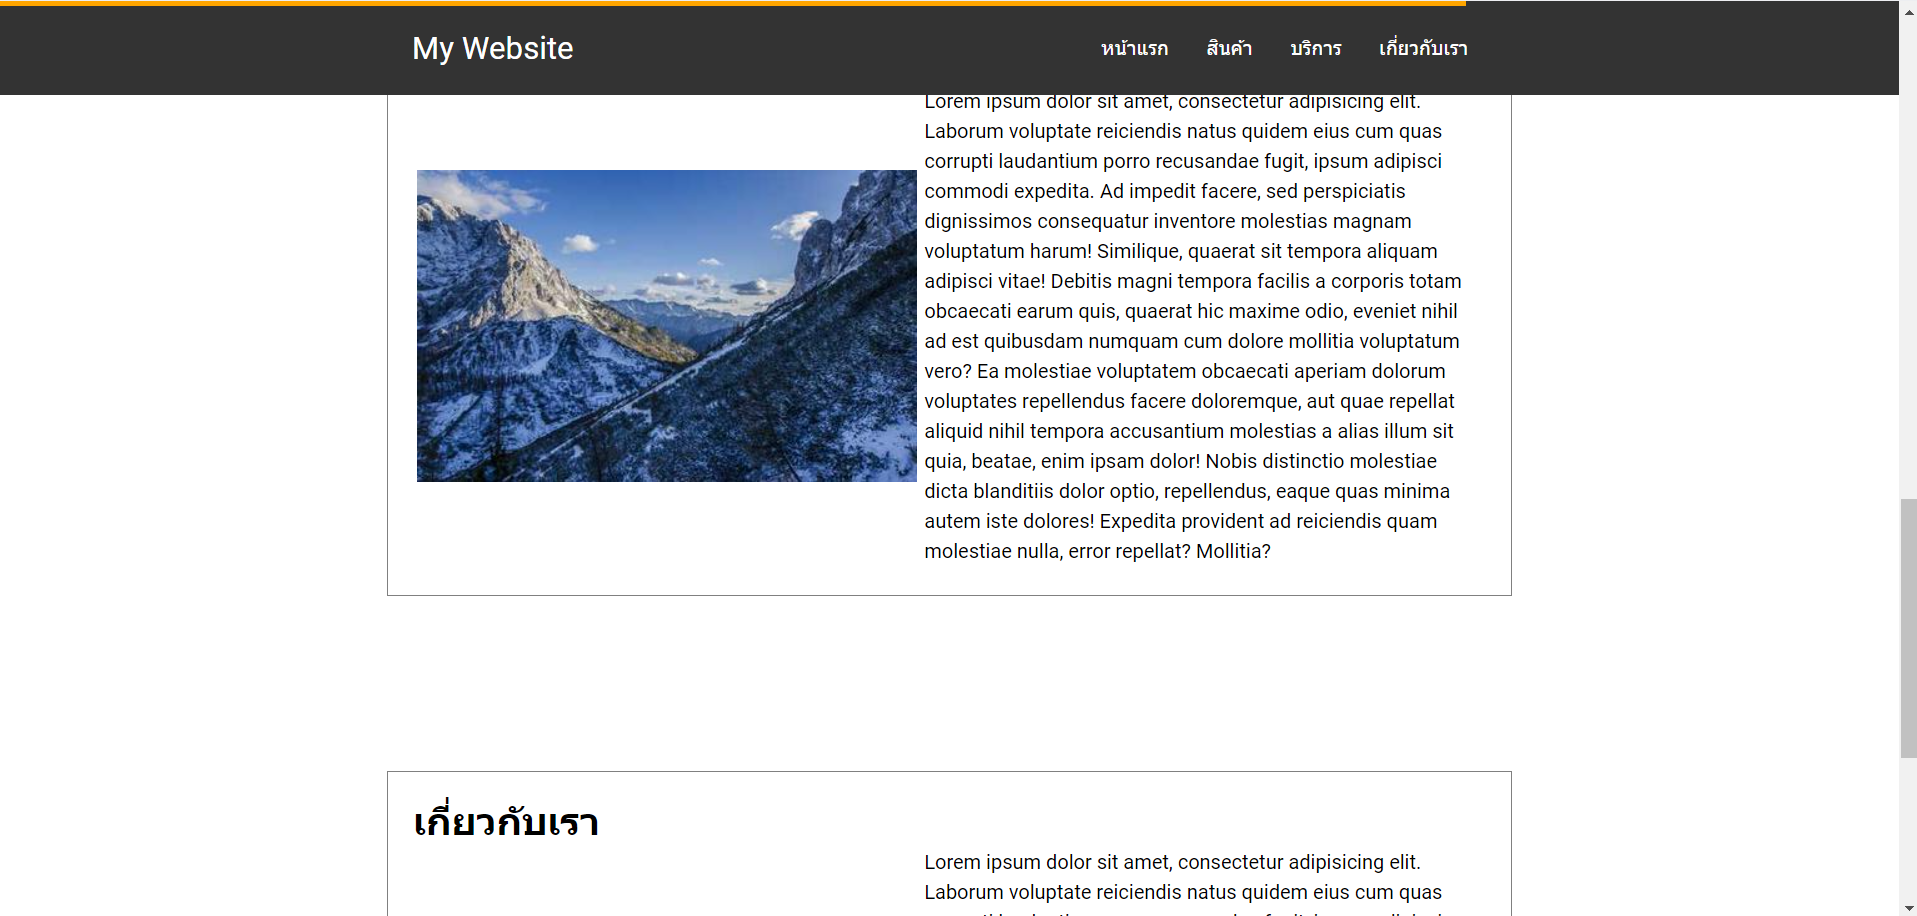 My Website
หน้าแรก สินค้า บริการ เกี่ยวกับเรา
Lorem ipsum dolor sit amet, consectetur adipisicing elit.
Laborum voluptate reiciendis natus quidem eius cum quas
corrupti laudantium porro recusandae fugit, ipsum adipisci
commodi expedita. Ad impedit facere, sed perspiciatis
dignissimos consequatur inventore molestias magnam
voluptatum harum! Similique, quaerat sit tempora aliquam
adipisci vitae! Debitis magni tempora facilis a corporis totam
obcaecati earum quis, quaerat hic maxime odio, eveniet nihil
ad est quibusdam numquam cum dolore mollitia voluptatum
vero? Ea molestiae voluptatem obcaecati aperiam dolorum
voluptates repellendus facere doloremque, aut quae repellat
aliquid nihil tempora accusantium molestias a alias illum sit
quia, beatae, enim ipsam dolor! Nobis distinctio molestiae
dicta blanditiis dolor optio, repellendus, eaque quas minima
autem iste dolores! Expedita provident ad reiciendis quam
molestiae nulla, error repellat? Mollitia?
เกี่ยวกับเรา
Lorem ipsum dolor sit amet, consectetur adipisicing elit.
Laborum voluptate reiciendis natus quidem eius cum quas